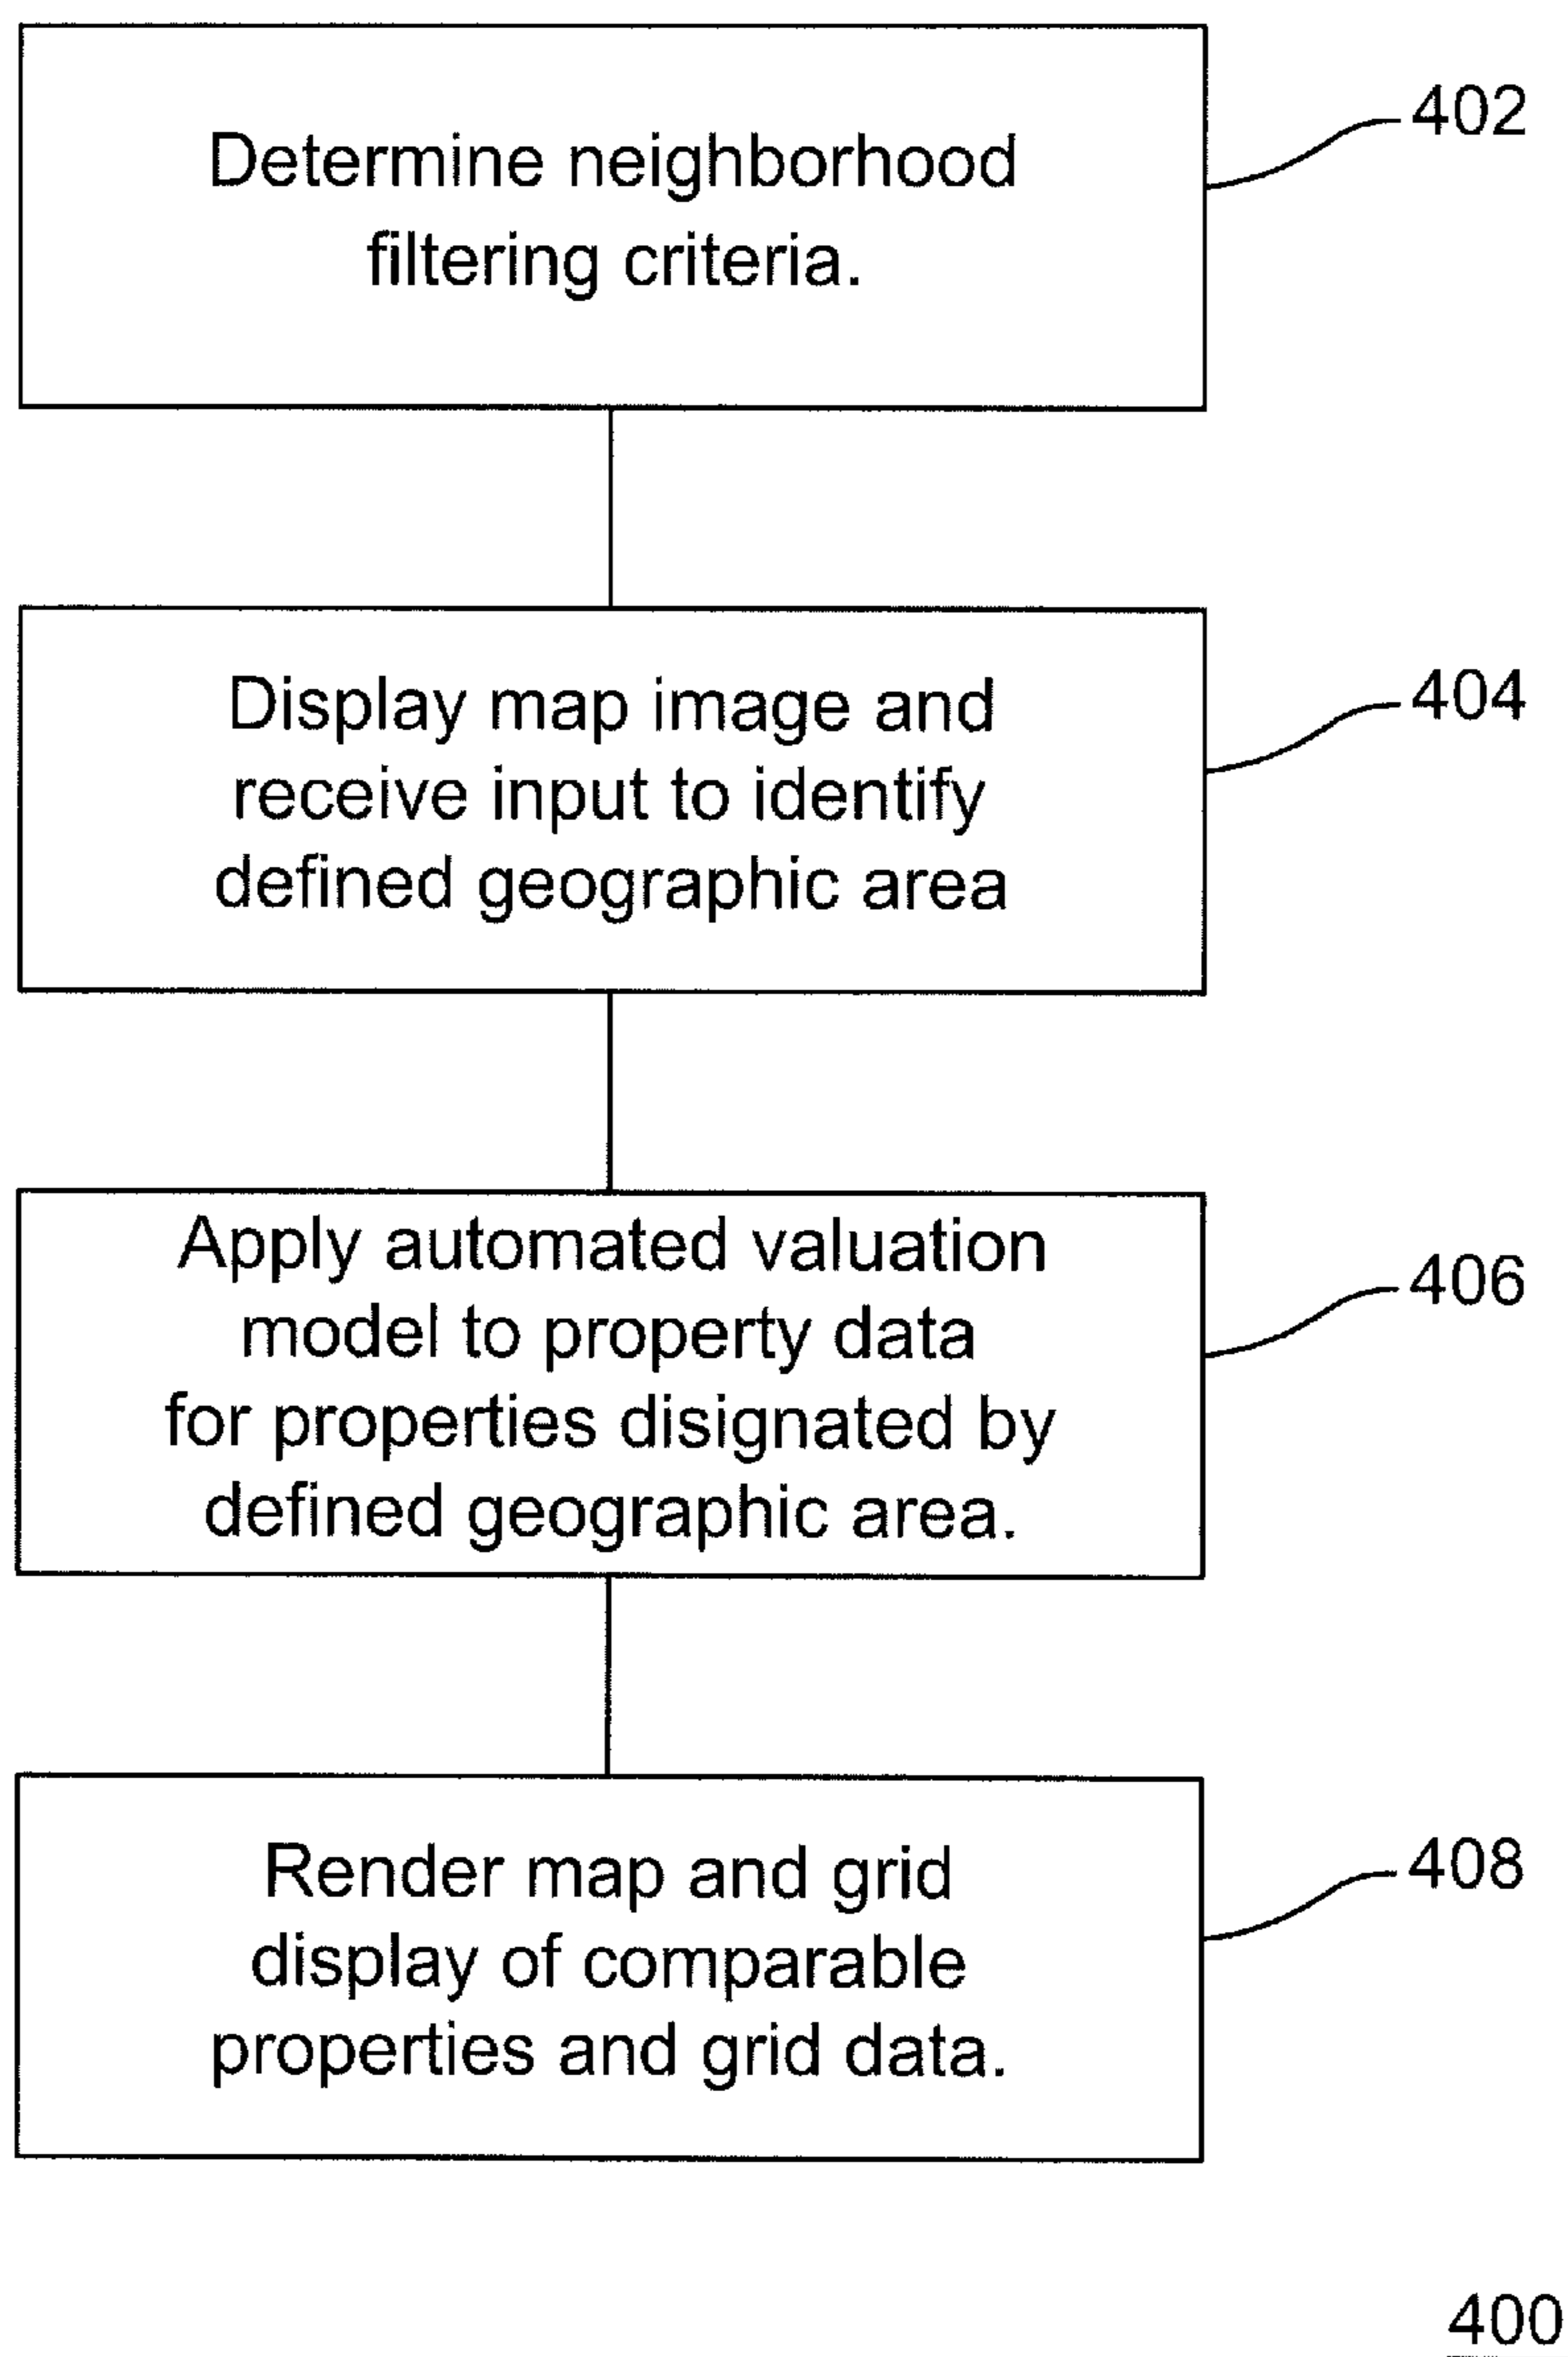 Determine neighborhood
filtering criteria.
402
Display map image and
receive input to identify
defined geographic area
404
Apply automated valuation
model to property data
for properties disignated by
defined geographic area.
406
Render map and grid
display of comparable
properties and grid data.
408
400